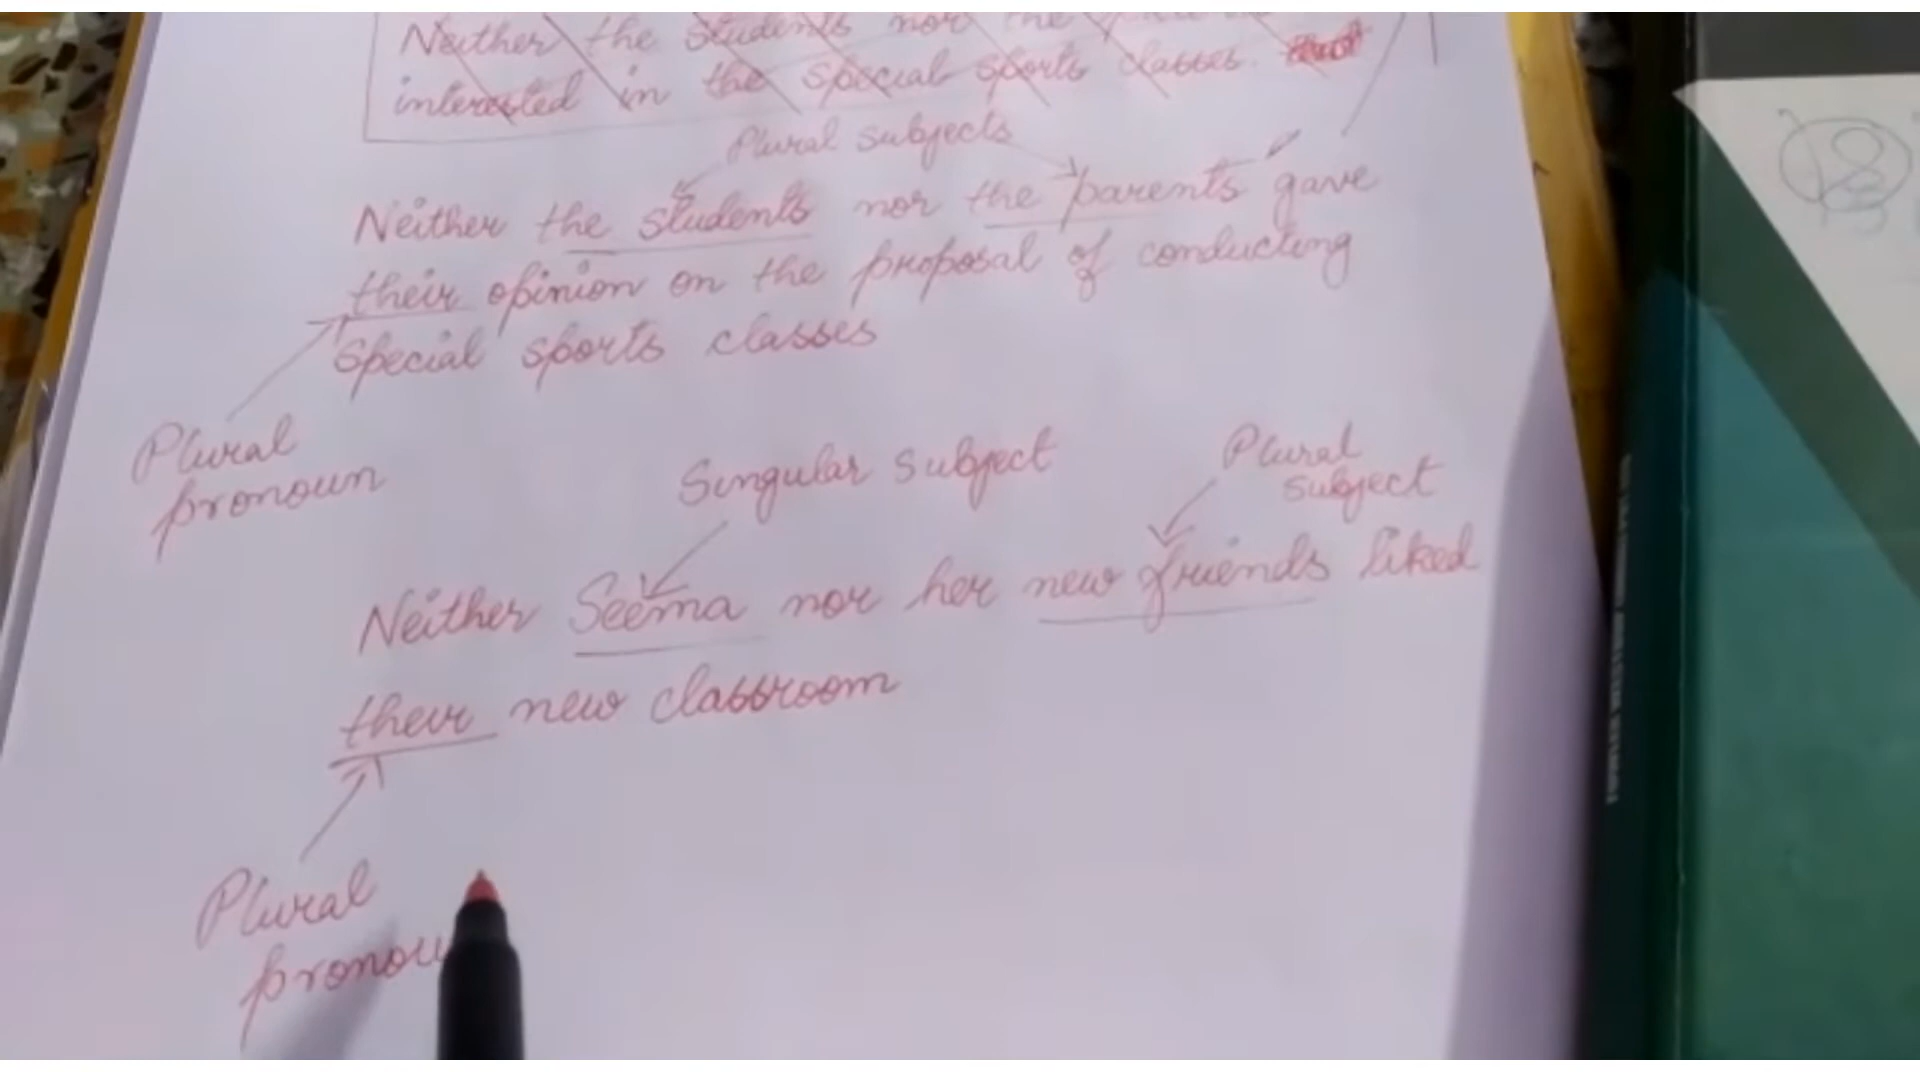 Neither the students nor the
interested in the special sports classes.
Plural subjects
Neither the students nor the parents gave
their opinion on the proposal of conducting
special sports classes
Plural
pronoun
Singular Subject
Plural
subject
Neither Seema nor her new friends liked
their new classroom
Plural
pronou